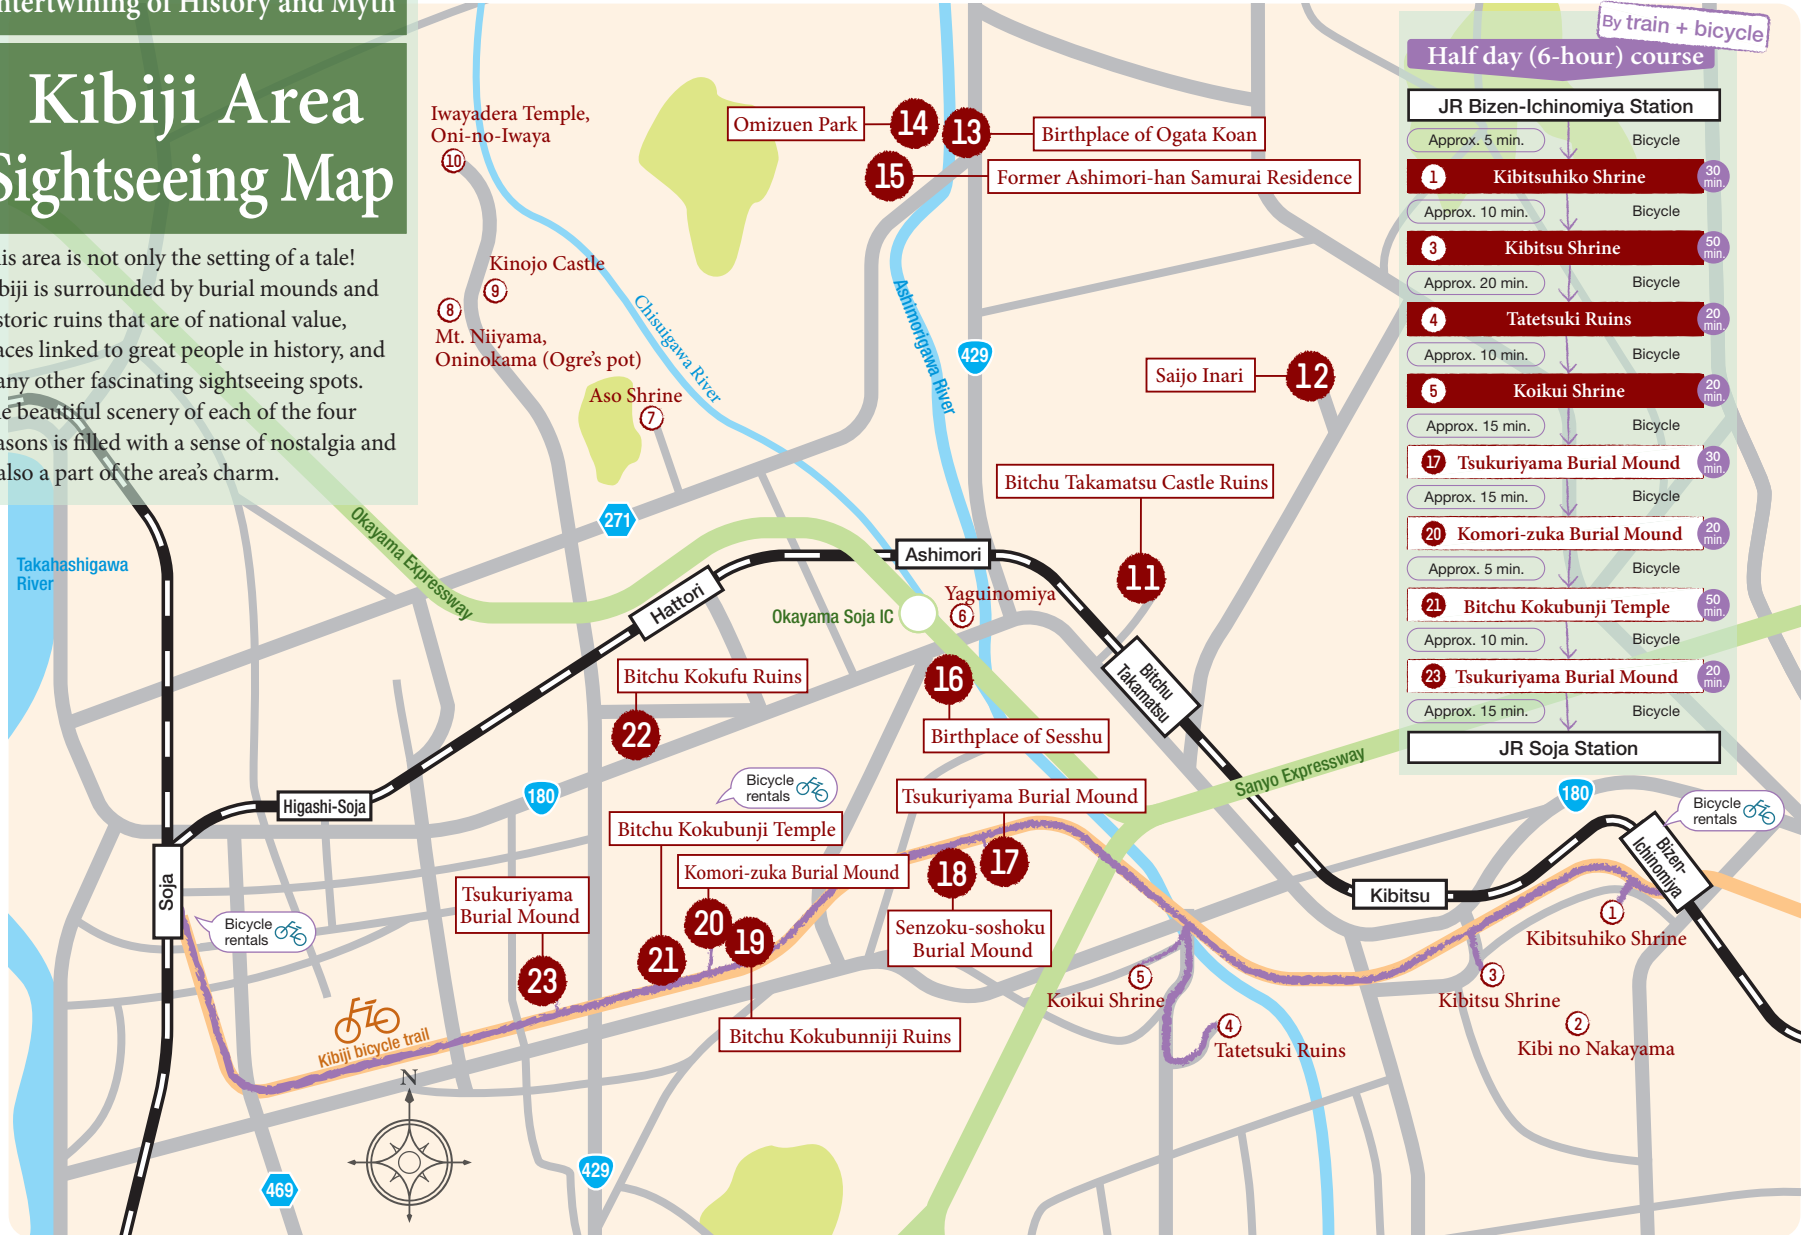 ntertwining of History and Myth
Kibiji Area
Sightseeing Map
is area is not only the setting of a tale!
biji is surrounded by burial mounds and
storic ruins that are of national value,
aces linked to great people in history, and
any other fascinating sightseeing spots.
e beautiful scenery of each of the four
asons is filled with a sense of nostalgia and
also a part of the area's charm.
By train + bicycle
Half day (6-hour) course
JR Bizen-Ichinomiya Station
Approx. 5 min. Bicycle
1 Kibitsuhiko Shrine 30 min.
Approx. 10 min. Bicycle
3 Kibitsu Shrine 50 min.
Approx. 20 min. Bicycle
4 Tatetsuki Ruins 20 min.
Approx. 10 min. Bicycle
5 Koikui Shrine 20 min.
Approx. 15 min. Bicycle
17 Tsukuriyama Burial Mound 30 min.
Approx. 15 min. Bicycle
20 Komori-zuka Burial Mound 20 min.
Approx. 5 min. Bicycle
21 Bitchu Kokubunji Temple 50 min.
Approx. 10 min. Bicycle
23 Tsukuriyama Burial Mound 20 min.
Approx. 15 min. Bicycle
JR Soja Station
Iwayadera Temple,
Oni-no-Iwaya
10
Omizuen Park
14
13
Birthplace of Ogata Koan
15
Former Ashimori-han Samurai Residence
Kinojo Castle
9
8
Mt. Niiyama,
Oninokama (Ogre's pot)
Chisuigawa River
Ashimorigawa River
429
Aso Shrine
7
Saijo Inari
12
Bitchu Takamatsu Castle Ruins
11
271
Okayama Expressway
Takahashigawa
River
Ashimori
Hattori
Okayama Soja IC
Yaguinomiya
6
Bitchu
Takamatsu
Bitchu Kokufu Ruins
22
16
Birthplace of Sesshu
Sanyo Expressway
Higashi-Soja
180
Bicycle
rentals
Tsukuriyama Burial Mound
17
180
Bicycle
rentals
Bizen-
Ichinomiya
Bitchu Kokubunji Temple
Komori-zuka Burial Mound
18
Senzoku-soshoku
Burial Mound
Kibitsu
Soja
Bicycle
rentals
Tsukuriyama
Burial Mound
23
21
20
19
Bitchu Kokubunniji Ruins
1
Kibitsuhiko Shrine
3
Kibitsu Shrine
2
Kibi no Nakayama
5
Koikui Shrine
4
Tatetsuki Ruins
Kibiji bicycle trail
N
469
429